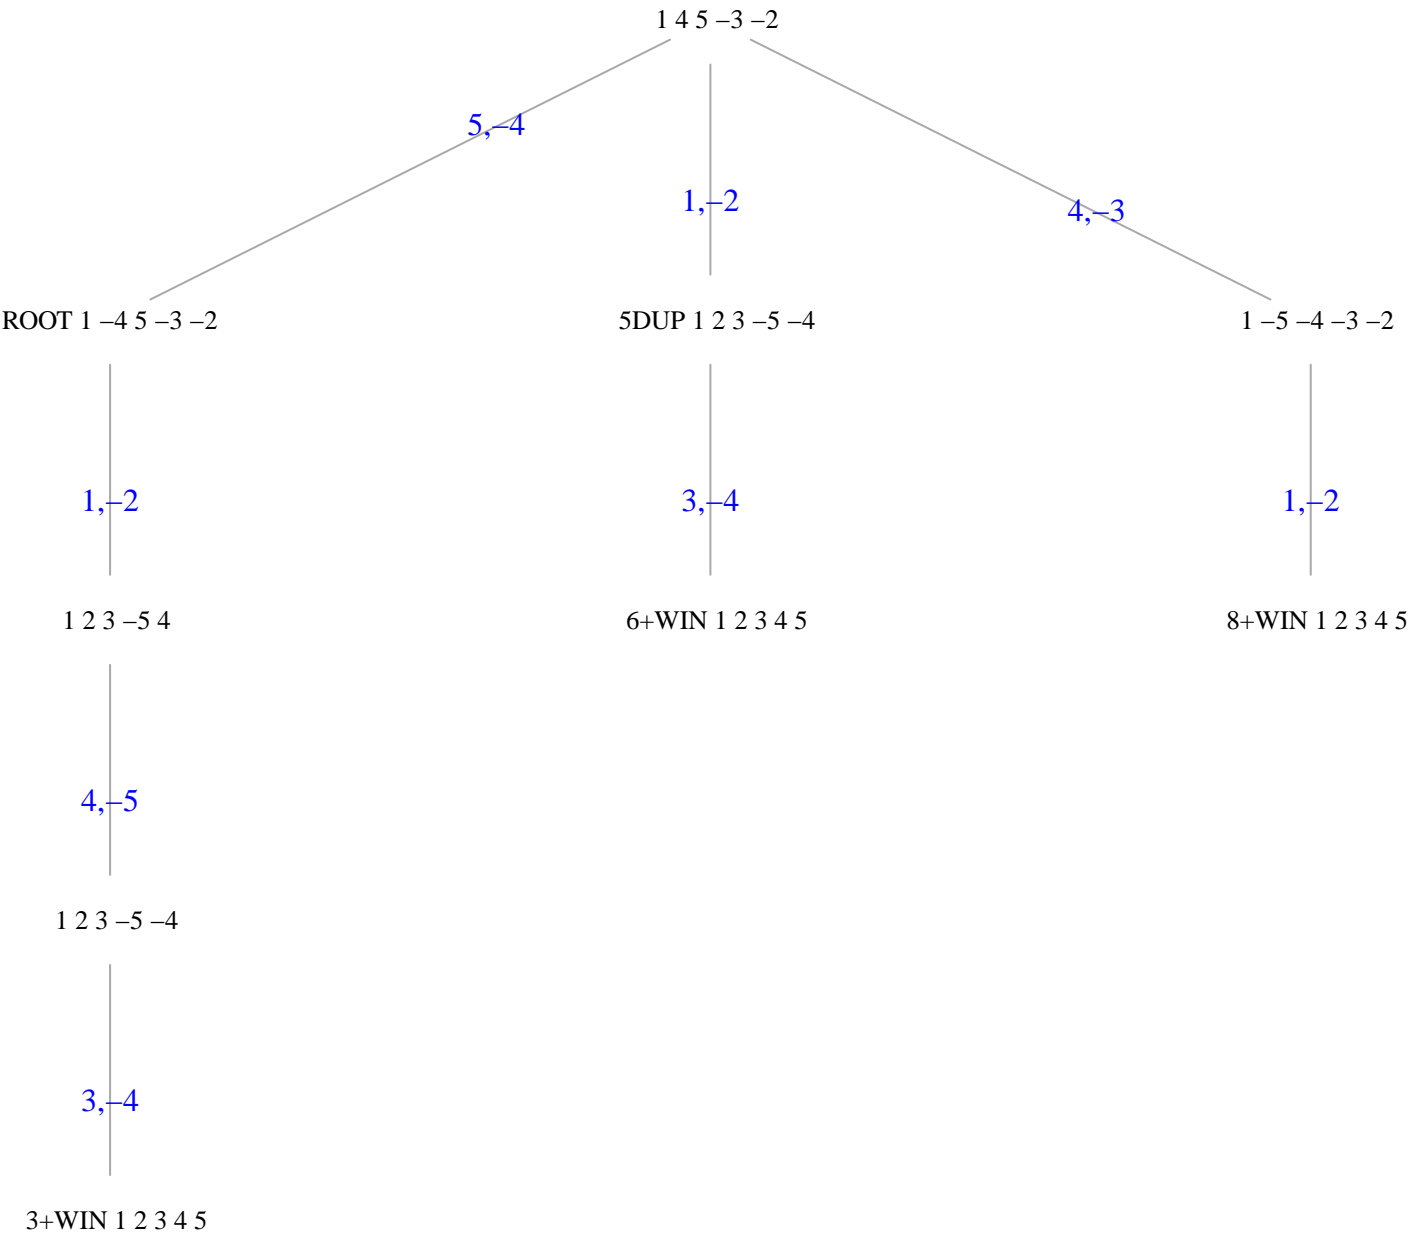 1 4 5 –3 –2
5,–4
1,–2
4,–3
ROOT 1 –4 5 –3 –2
5DUP 1 2 3 –5 –4
1 –5 –4 –3 –2
1,–2
3,–4
1,–2
1 2 3 –5 4
6+WIN 1 2 3 4 5
8+WIN 1 2 3 4 5
4,–5
1 2 3 –5 –4
3,–4
3+WIN 1 2 3 4 5